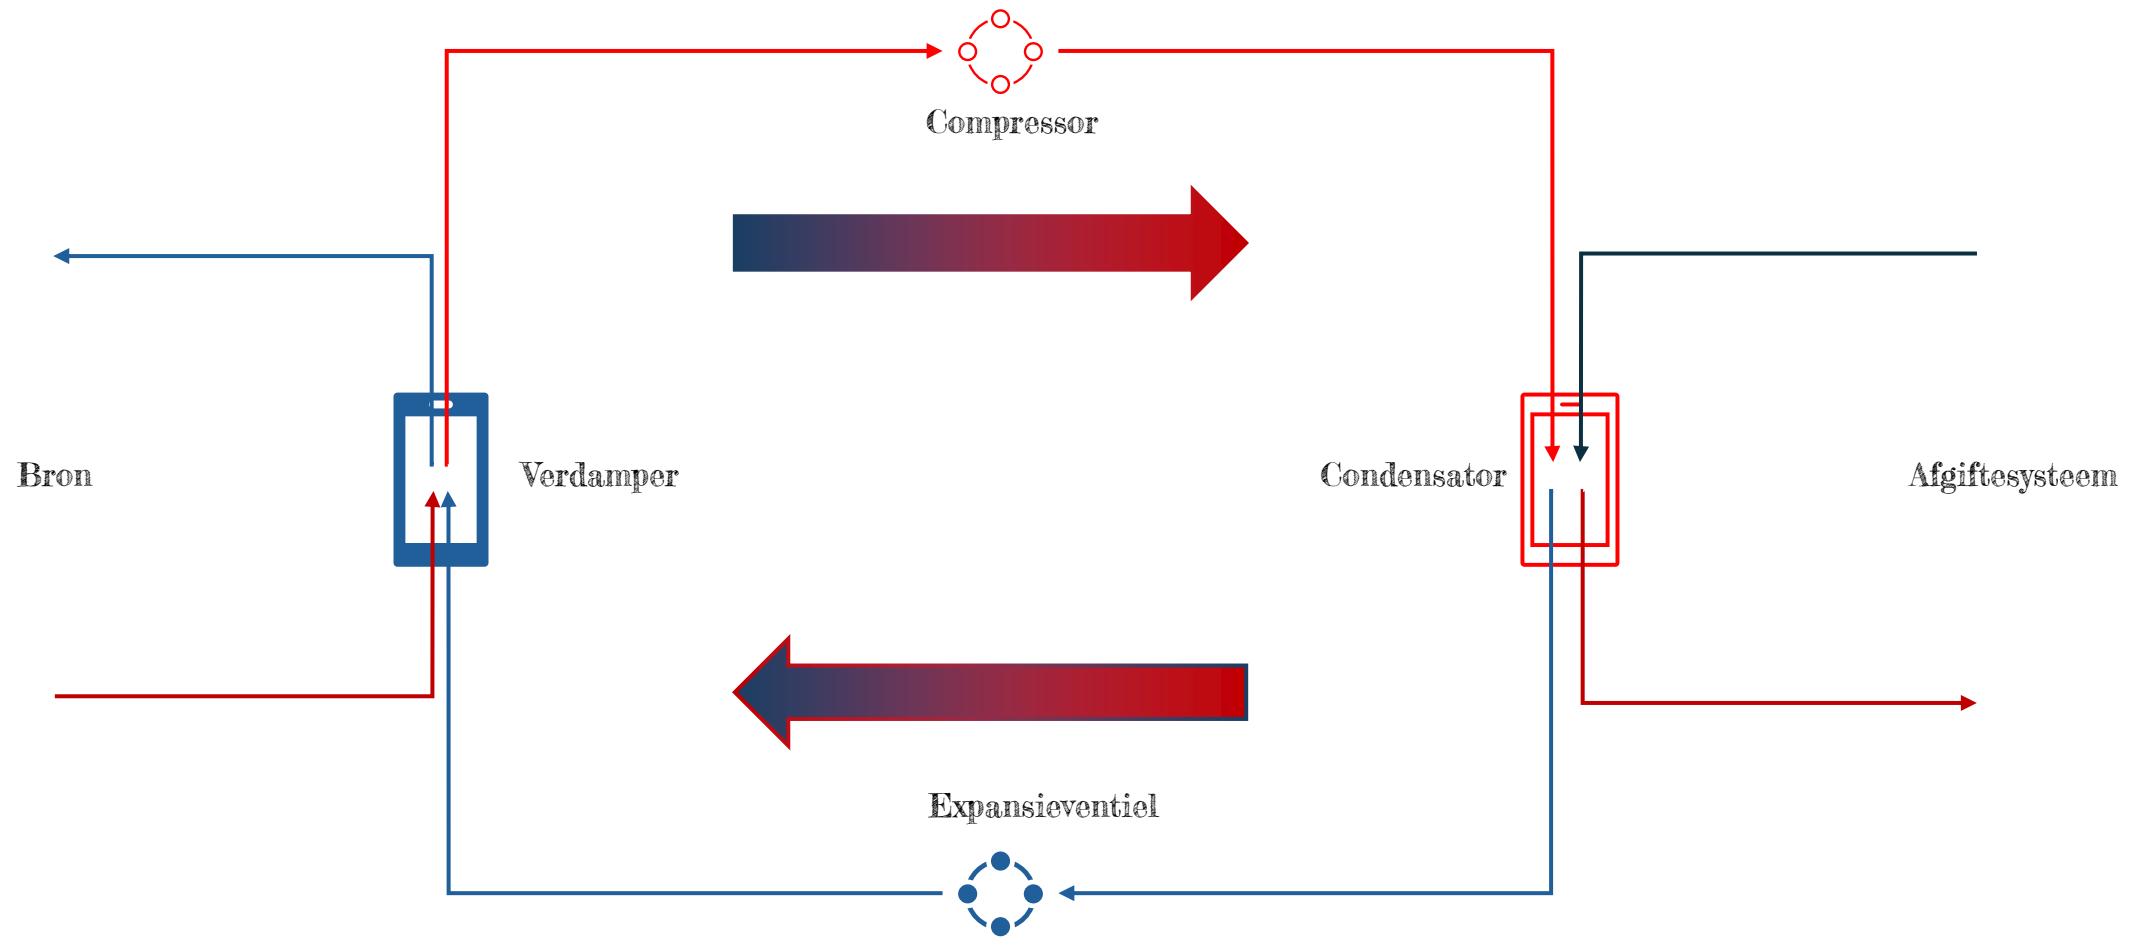 Compressor
Bron
Verdamper
Condensator
Afgiftesysteem
Expansieventiel